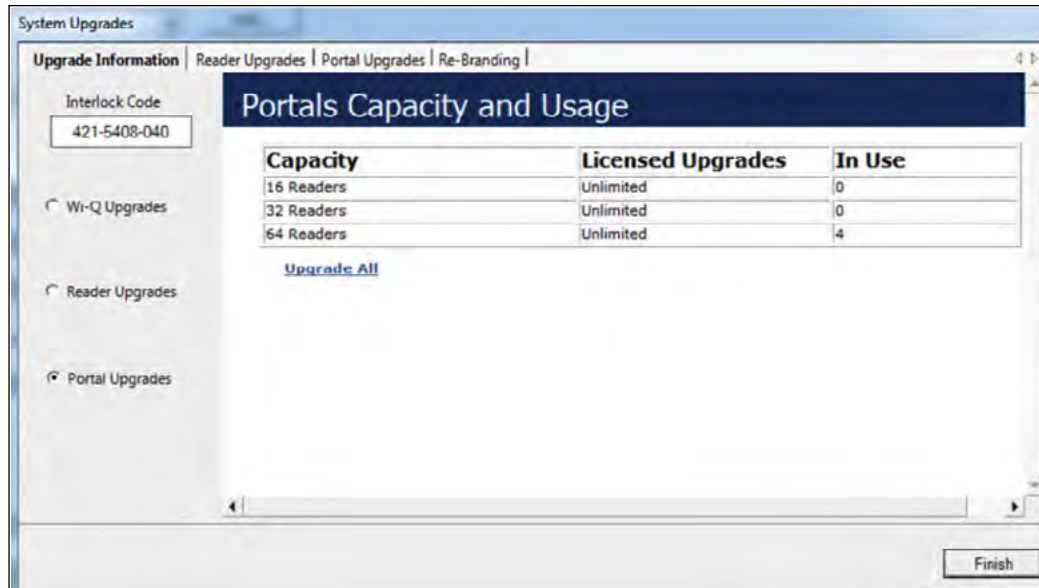 System Upgrades
Upgrade Information | Reader Upgrades | Portal Upgrades | Re-Branding |
Interlock Code
421-5408-040
Wi-Q Upgrades
Reader Upgrades
Portal Upgrades
Portals Capacity and Usage
Capacity Licensed Upgrades In Use
16 Readers Unlimited 0
32 Readers Unlimited 0
64 Readers Unlimited 4
Upgrade All
Finish